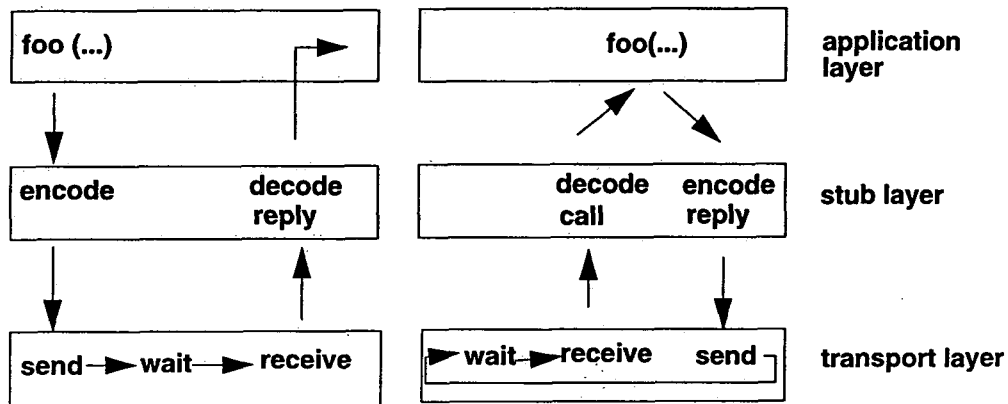 foo (...)
foo(...)
application
layer
encode
decode
reply
decode
call
encode
reply
stub layer
send wait receive
wait receive send
transport layer